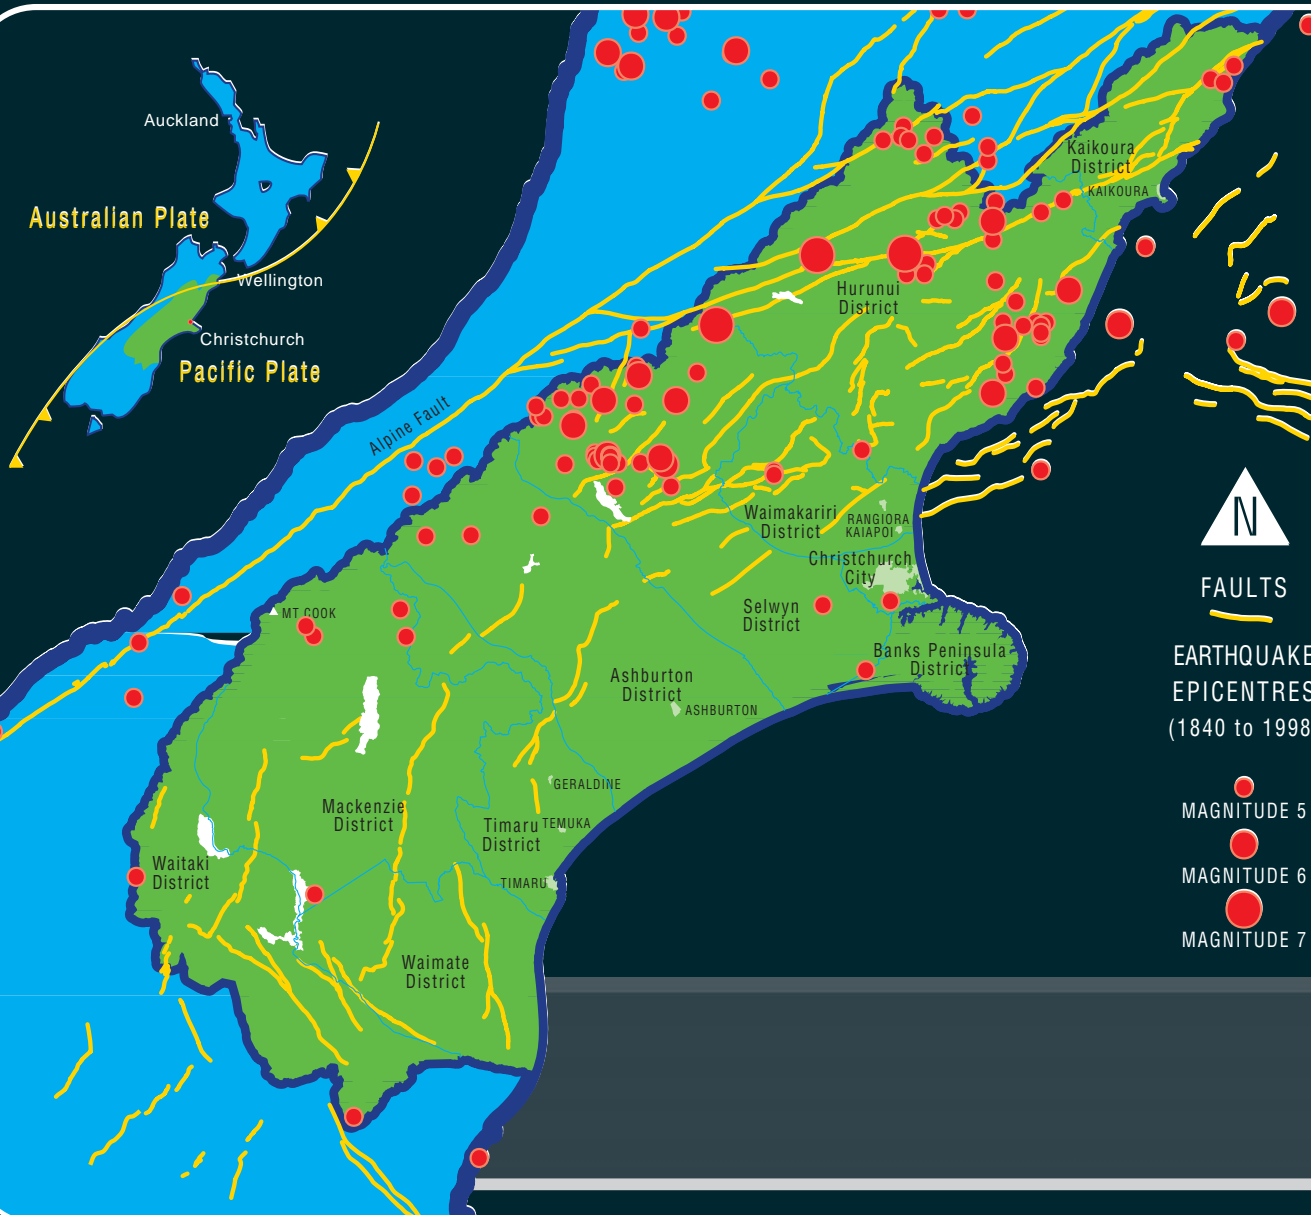 Auckland
Australian Plate
Wellington
Christchurch
Pacific Plate
Alpine Fault
Kaikoura
District
KAIKOURA
Hurunui
District
Waimakariri
District
RANGIORA
KAIAPOI
Christchurch
City
Selwyn
District
Banks Peninsula
District
MT COOK
Ashburton
District
ASHBURTON
GERALDINE
Mackenzie
District
Timaru
District
TEMUKA
Waitaki
District
TIMARU
Waimate
District
N
FAULTS
EARTHQUAKE
EPICENTRES
(1840 to 1998
MAGNITUDE 5
MAGNITUDE 6
MAGNITUDE 7